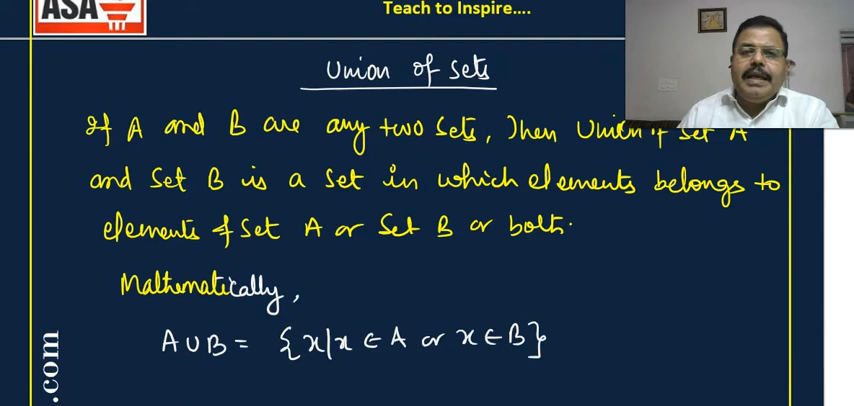 ASA
Teach to Inspire....
Union of Sets
If A and B are any two sets, Then Union of Set A
and Set B is a set in which elements belongs to
elements of Set A or Set B or both.
Mathematically,
A∪B = {x|x ∈ A or x ∈ B}
.com